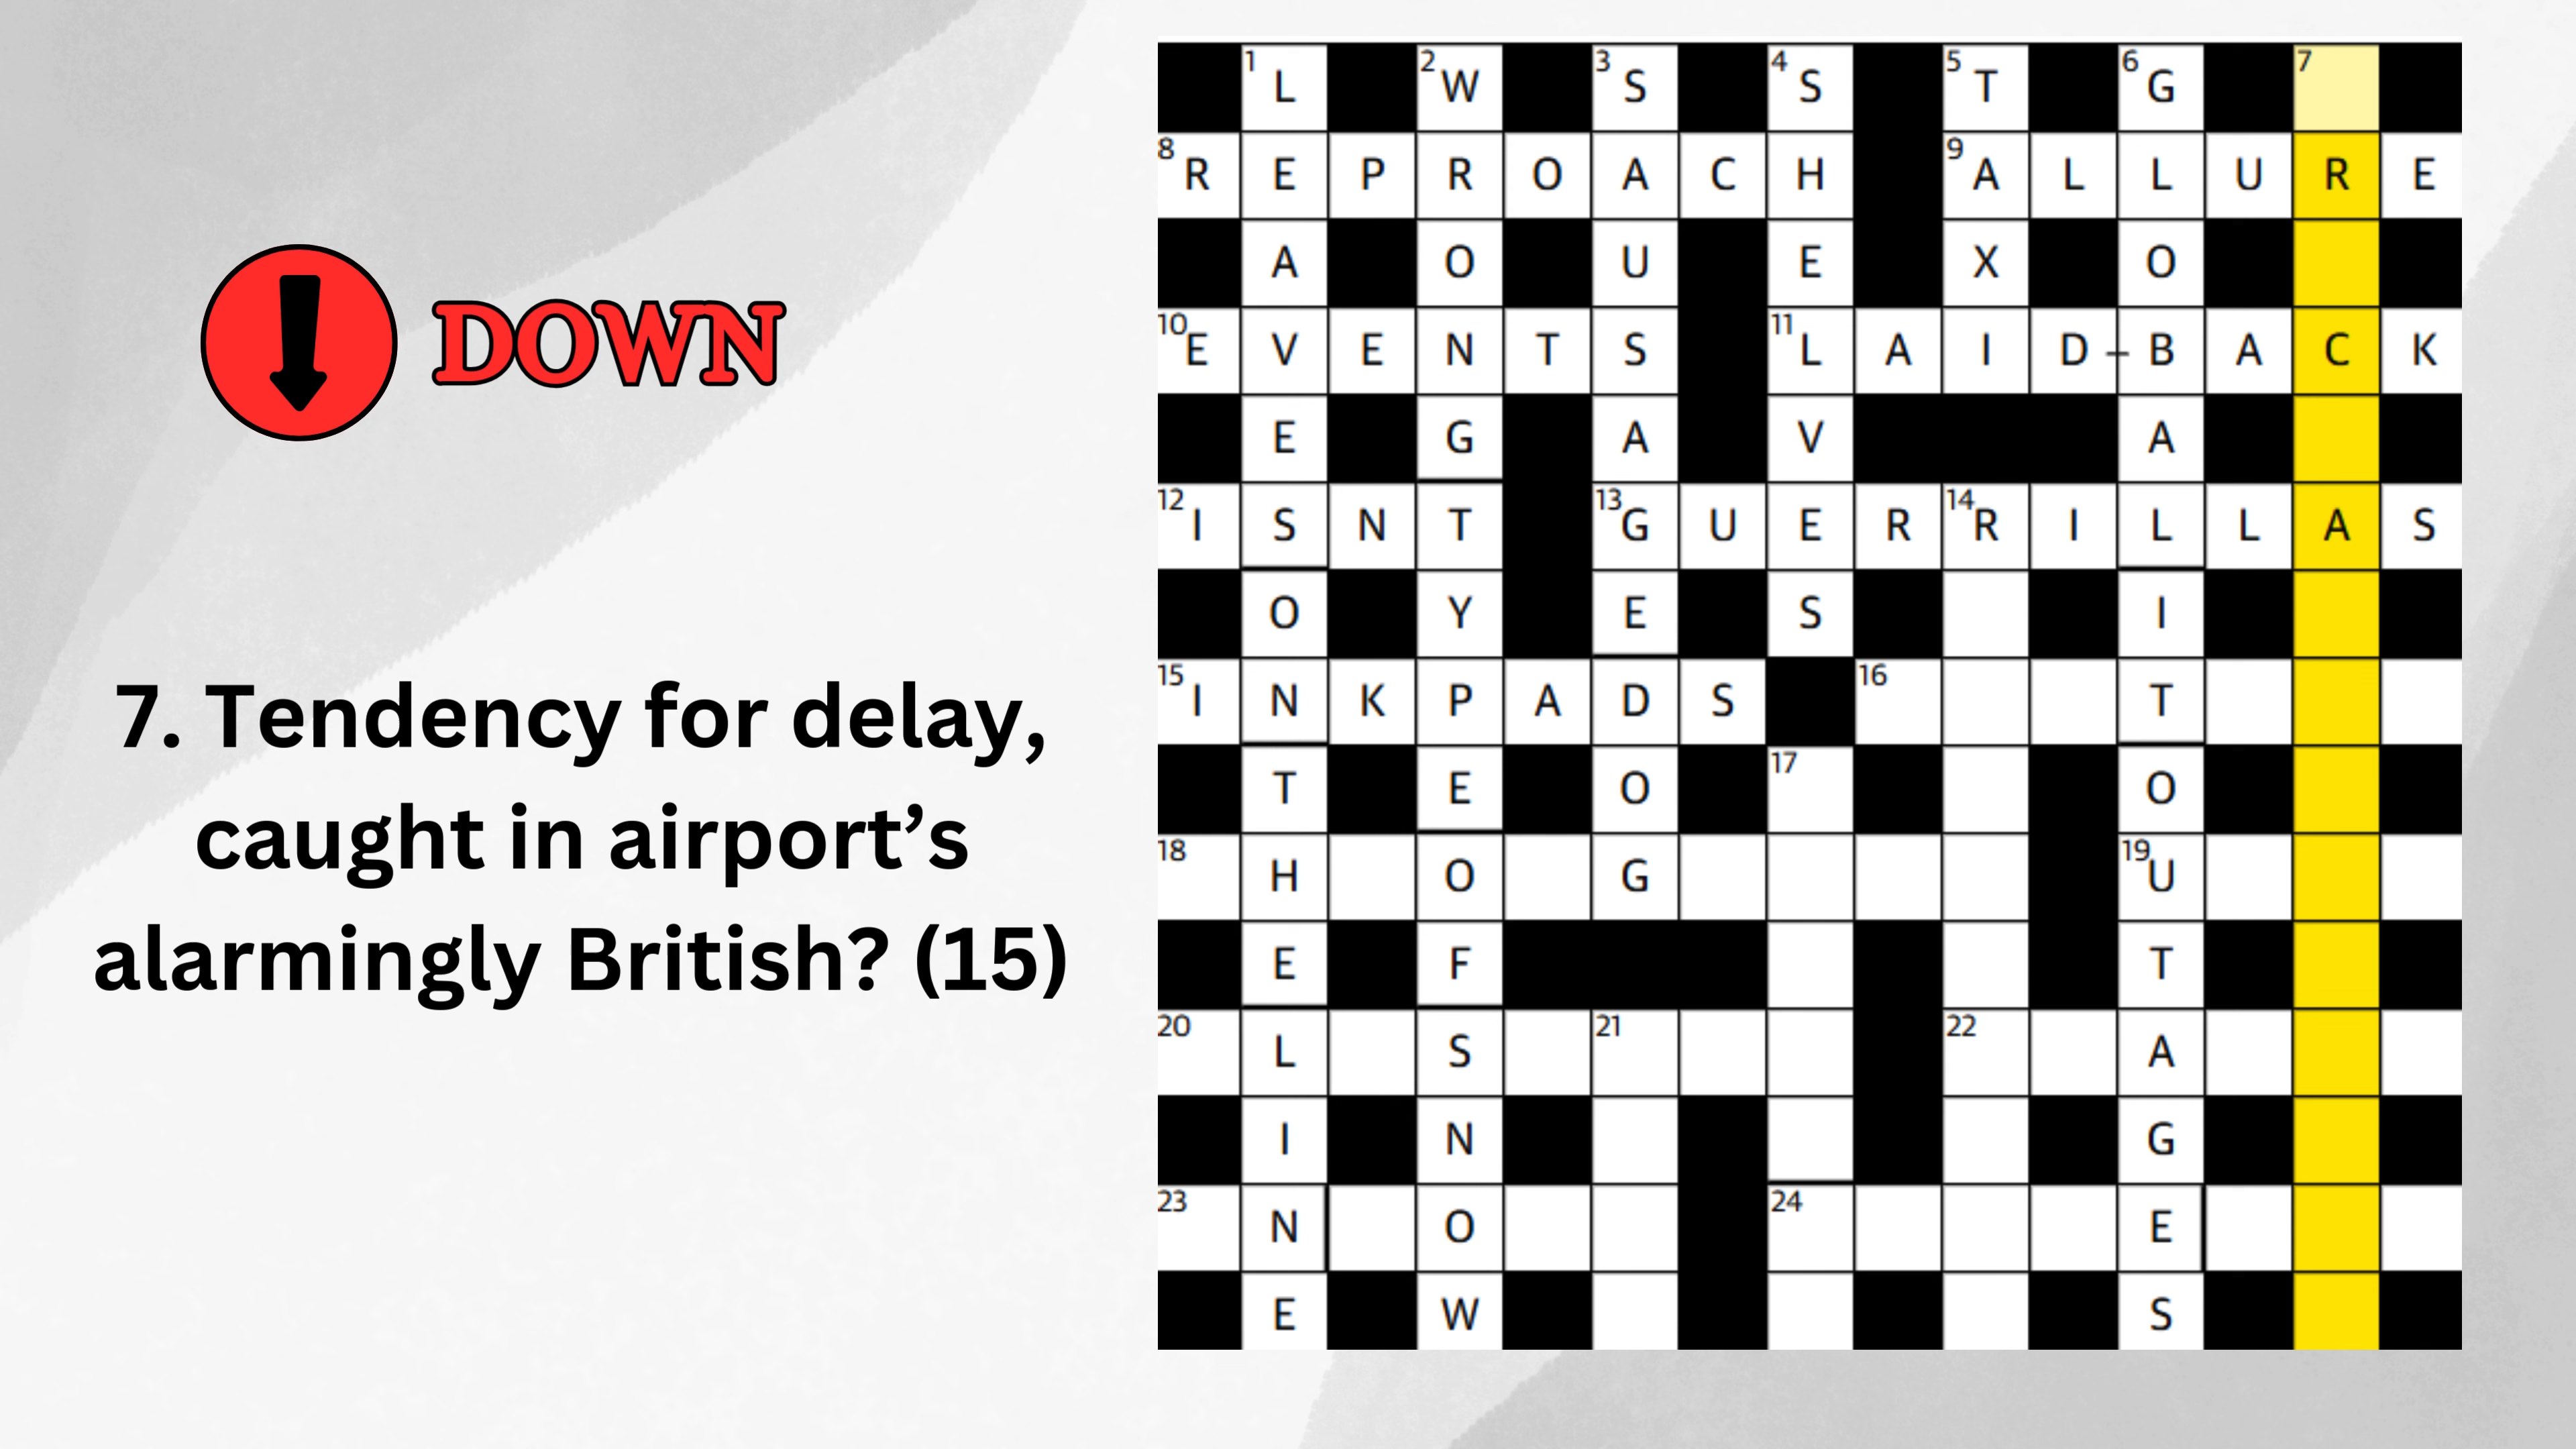 DOWN
7. Tendency for delay,
caught in airport’s
alarmingly British? (15)
1 L 2 W 3 S 4 S 5 T 6 G 7
8 R E P R O A C H 9 A L L U R E
A O U E X O
10 E V E N T S 11 L A I D - B A C K
E G A V A
12 I S N T 13 G U E R 14 R I L L A S
O Y E S I
15 I N K P A D S 16 T
T E O 17 O
18 H O G 19 U
E F T
20 L S 21 22 A
I N G
23 N O 24 E
E W S